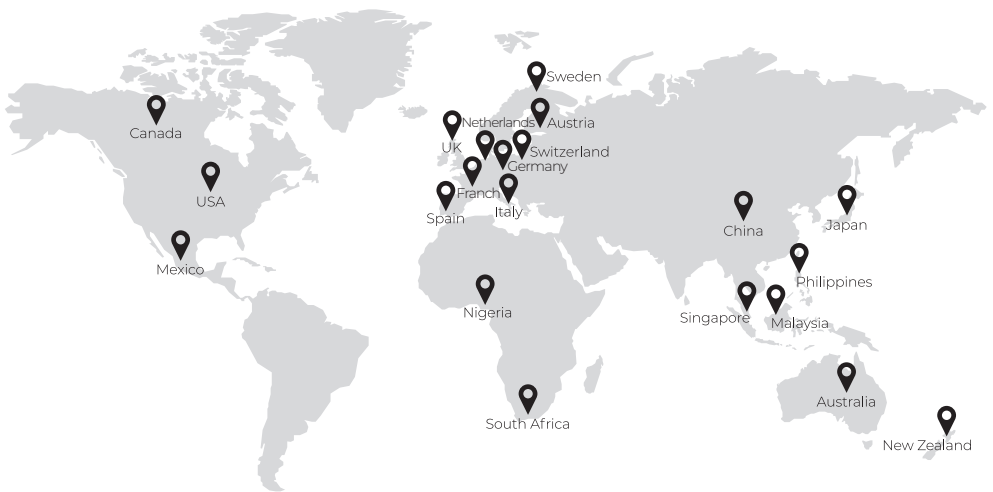 Sweden
Canada
Netherlands
Austria
UK
Switzerland
Germany
Franch
USA
Italy
Spain
Japan
China
Mexico
Philippines
Nigeria
Singapore
Malaysia
Australia
South Africa
New Zealand